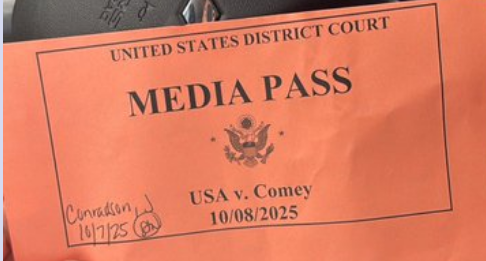 UNITED STATES DISTRICT COURT
MEDIA PASS
USA v. Comey
10/08/2025
Conradson, J
10/7/25